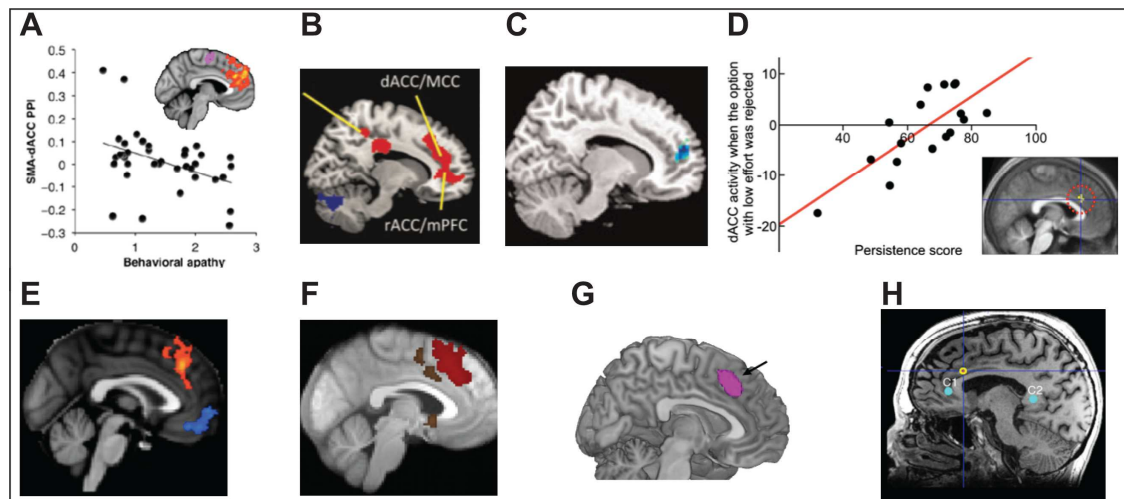 A
SMA-dACC PPI
0.5
0.4
0.3
0.2
0.1
0
−0.1
−0.2
−0.3
0
1
2
3
Behavioral apathy
B
dACC/MCC
rACC/mPFC
C
D
dACC activity when the option
with low effort was rejected
10
0
−10
−20
40
60
80
100
Persistence score
E
F
G
H
C1
C2